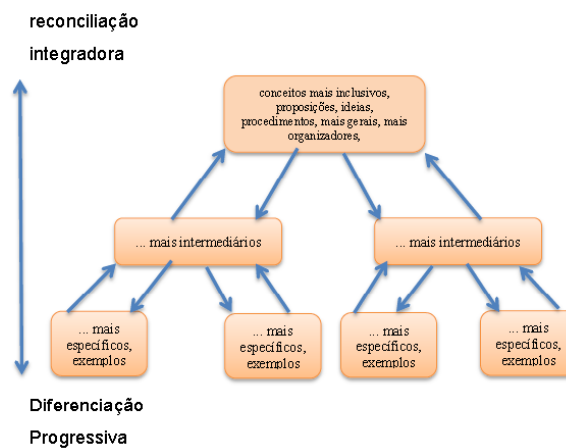 reconciliação
integradora
conceitos mais inclusivos,
proposições, ideias,
procedimentos, mais gerais, mais
organizadores,
... mais intermediários
... mais intermediários
... mais
específicos,
exemplos
... mais
específicos,
exemplos
... mais
específicos,
exemplos
... mais
específicos,
exemplos
Diferenciação
Progressiva